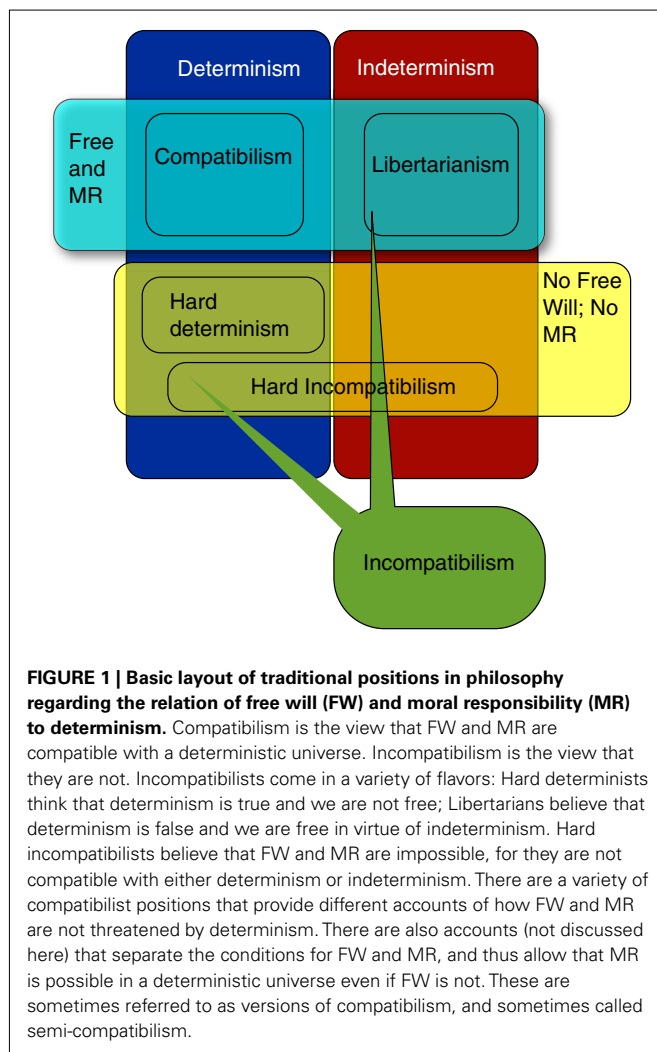 Determinism
Indeterminism
Free
and
MR
Compatibilism
Libertarianism
Hard
determinism
No Free
Will; No
MR
Hard Incompatibilism
Incompatibilism
FIGURE 1 | Basic layout of traditional positions in philosophy
regarding the relation of free will (FW) and moral responsibility (MR)
to determinism. Compatibilism is the view that FW and MR are
compatible with a deterministic universe. Incompatibilism is the view that
they are not. Incompatibilists come in a variety of flavors: Hard determinists
think that determinism is true and we are not free; Libertarians believe that
determinism is false and we are free in virtue of indeterminism. Hard
incompatibilists believe that FW and MR are impossible, for they are not
compatible with either determinism or indeterminism. There are a variety of
compatibilist positions that provide different accounts of how FW and MR
are not threatened by determinism. There are also accounts (not discussed
here) that separate the conditions for FW and MR, and thus allow that MR
is possible in a deterministic universe even if FW is not. These are
sometimes referred to as versions of compatibilism, and sometimes called
semi-compatibilism.